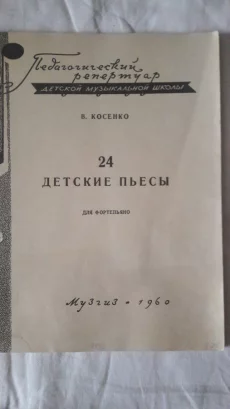 Педагогический
репертуар
ДЕТСКОЙ МУЗЫКАЛЬНОЙ ШКОЛЫ
В. КОСЕНКО
24
ДЕТСКИЕ ПЬЕСЫ
ДЛЯ ФОРТЕПЬЯНО
Музгиз • 1960